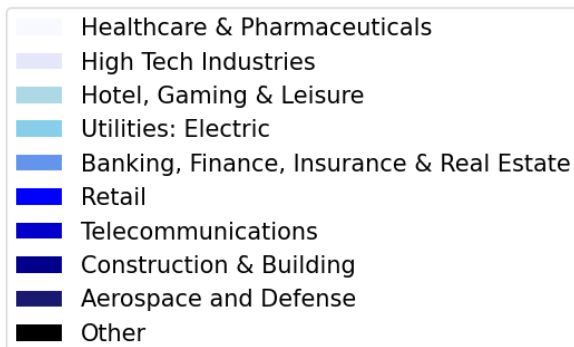 Healthcare & Pharmaceuticals
High Tech Industries
Hotel, Gaming & Leisure
Utilities: Electric
Banking, Finance, Insurance & Real Estate
Retail
Telecommunications
Construction & Building
Aerospace and Defense
Other